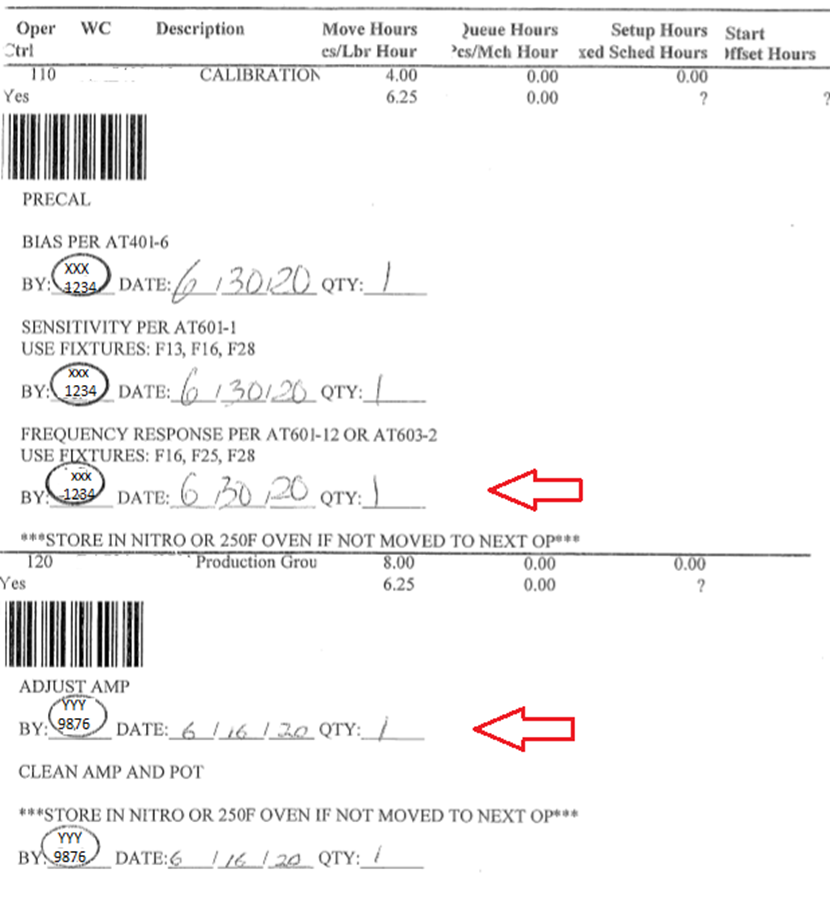 Oper WC Description Move Hours Queue Hours Setup Hours Start
Ctrl cs/Lbr Hour Pcs/Mch Hour xed Sched Hours Offset Hours
110 CALIBRATION 4.00 0.00 0.00
Yes 6.25 0.00 ? ?
PRECAL
BIAS PER AT401-6
XXX
BY: 1234 DATE: 6/30/20 QTY: 1
SENSITIVITY PER AT601-1
USE FIXTURES: F13, F16, F28
XXX
BY: 1234 DATE: 6/30/20 QTY: 1
FREQUENCY RESPONSE PER AT601-12 OR AT603-2
USE FIXTURES: F16, F25, F28
XXX
BY: 1234 DATE: 6/30/20 QTY: 1
***STORE IN NITRO OR 250F OVEN IF NOT MOVED TO NEXT OP***
120 Production Grou 8.00 0.00 0.00
Yes 6.25 0.00 ?
ADJUST AMP
YYY
BY: 9876 DATE: 6/16/20 QTY: 1
CLEAN AMP AND POT
***STORE IN NITRO OR 250F OVEN IF NOT MOVED TO NEXT OP***
YYY
BY: 9876 DATE: 6/16/20 QTY: 1